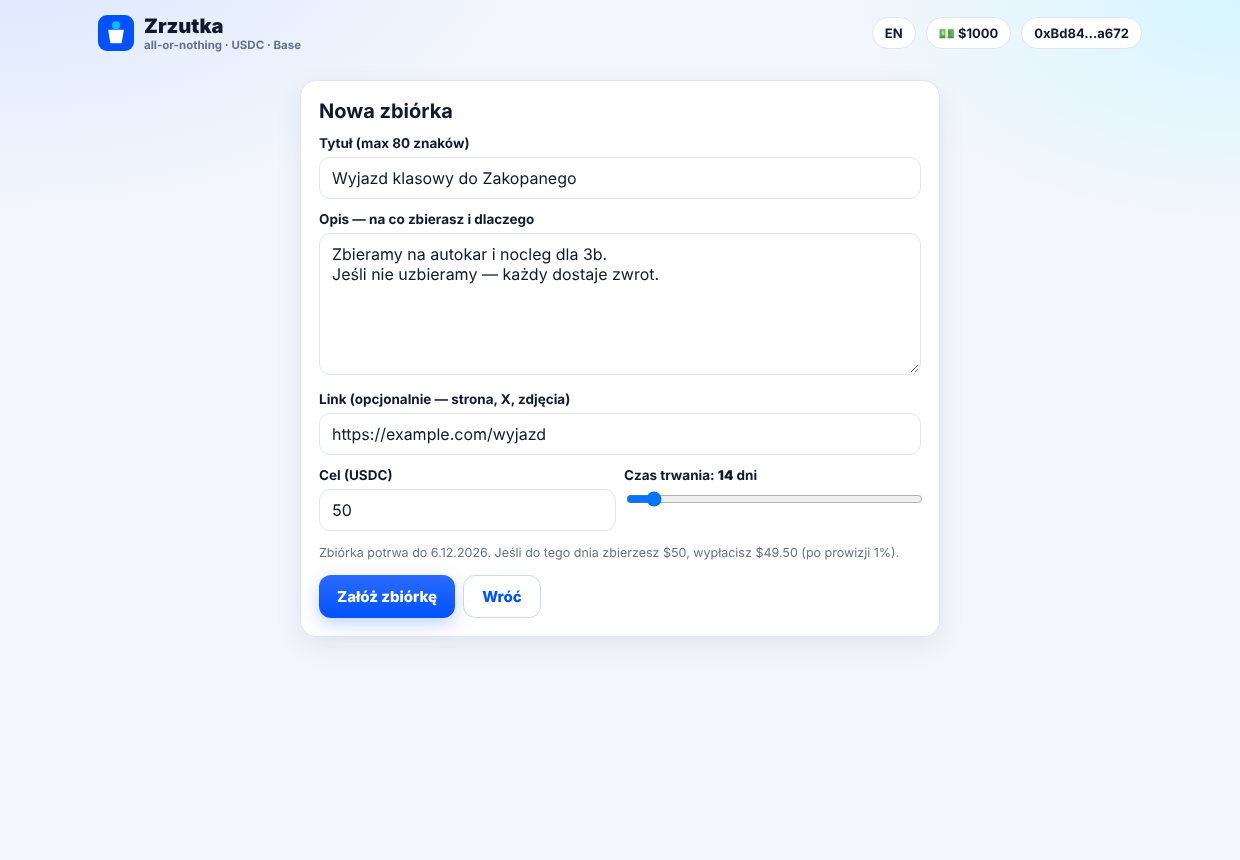 Zrzutka
all-or-nothing · USDC · Base
EN
💵 $1000
0xBd84…a672
Nowa zbiórka
Tytuł (max 80 znaków)
Wyjazd klasowy do Zakopanego
Opis — na co zbierasz i dlaczego
Zbieramy na autokar i nocleg dla 3b.
Jeśli nie uzbieramy — każdy dostaje zwrot.
Link (opcjonalnie — strona, X, zdjęcia)
https://example.com/wyjazd
Cel (USDC)
Czas trwania: 14 dni
50
Zbiórka potrwa do 6.12.2026. Jeśli do tego dnia zbierzesz $50, wypłacisz $49.50 (po prowizji 1%).
Załóż zbiórkę
Wróć